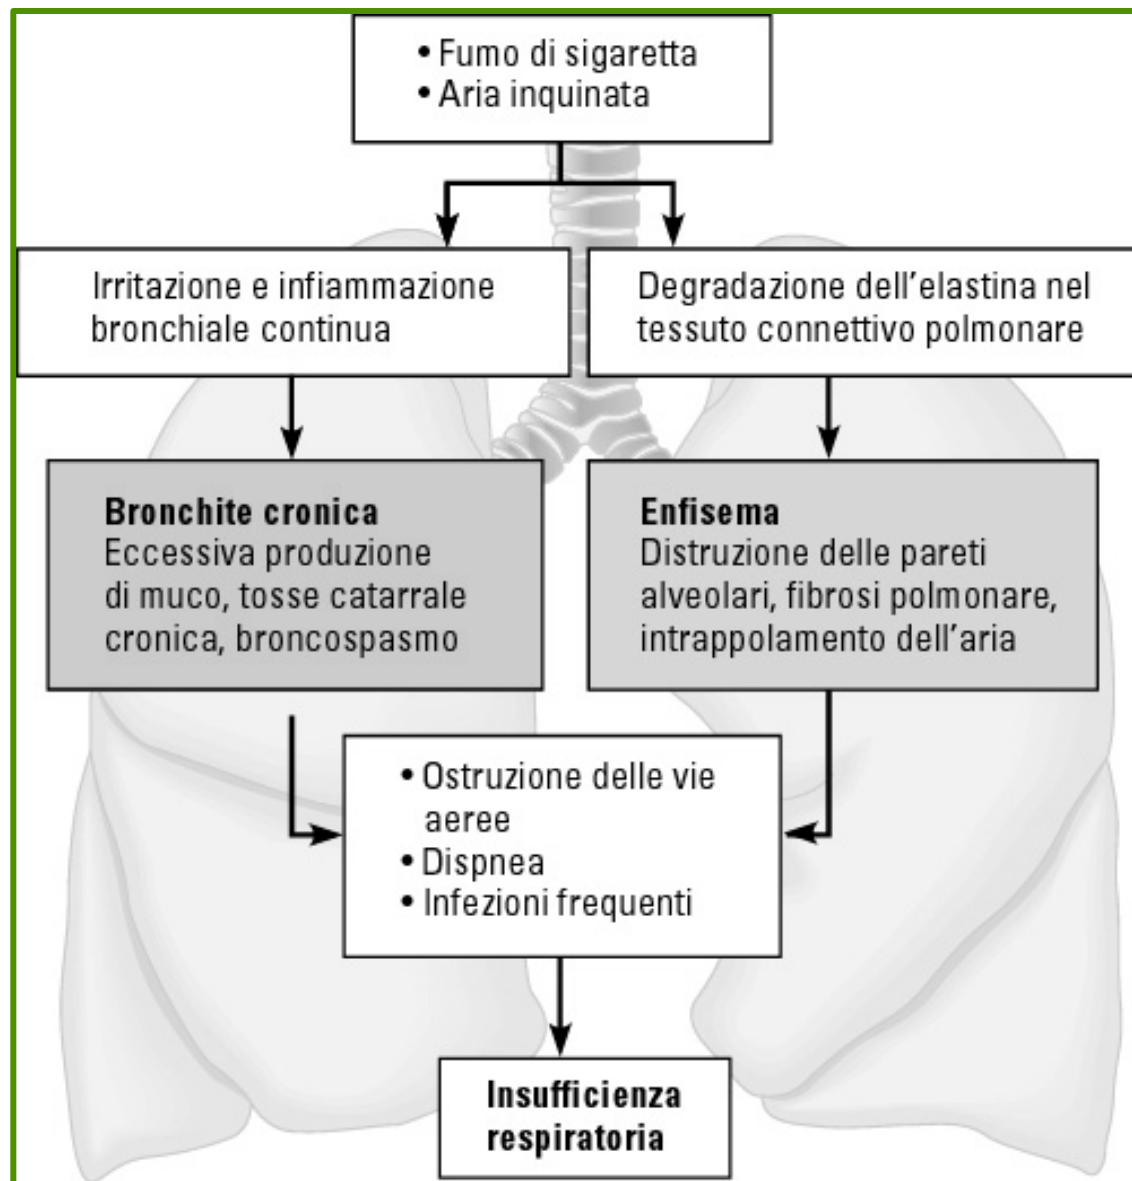 • Fumo di sigaretta
• Aria inquinata
Irritazione e infiammazione
bronchiale continua
Degradazione dell'elastina nel
tessuto connettivo polmonare
Bronchite cronica
Eccessiva produzione
di muco, tosse catarrale
cronica, broncospasmo
Enfisema
Distruzione delle pareti
alveolari, fibrosi polmonare,
intrappolamento dell'aria
• Ostruzione delle vie
aeree
• Dispnea
• Infezioni frequenti
Insufficienza
respiratoria